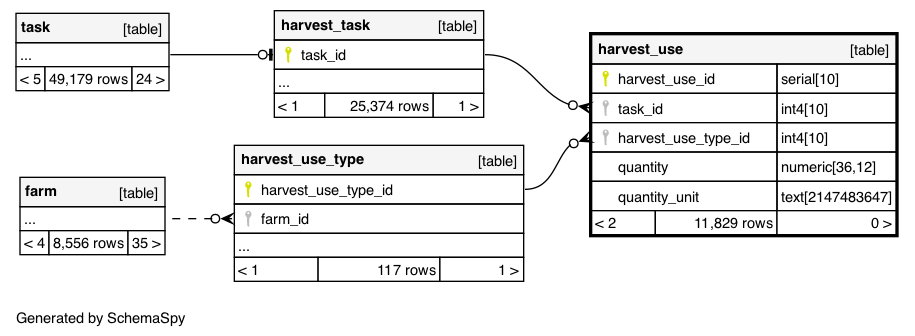 task [table]
...
< 5 49,179 rows 24 >
harvest_task [table]
task_id
...
< 1 25,374 rows 1 >
harvest_use [table]
harvest_use_id serial[10]
task_id int4[10]
harvest_use_type_id int4[10]
quantity numeric[36,12]
quantity_unit text[2147483647]
< 2 11,829 rows 0 >
harvest_use_type [table]
harvest_use_type_id
farm_id
...
< 1 117 rows 1 >
farm [table]
...
< 4 8,556 rows 35 >
Generated by SchemaSpy